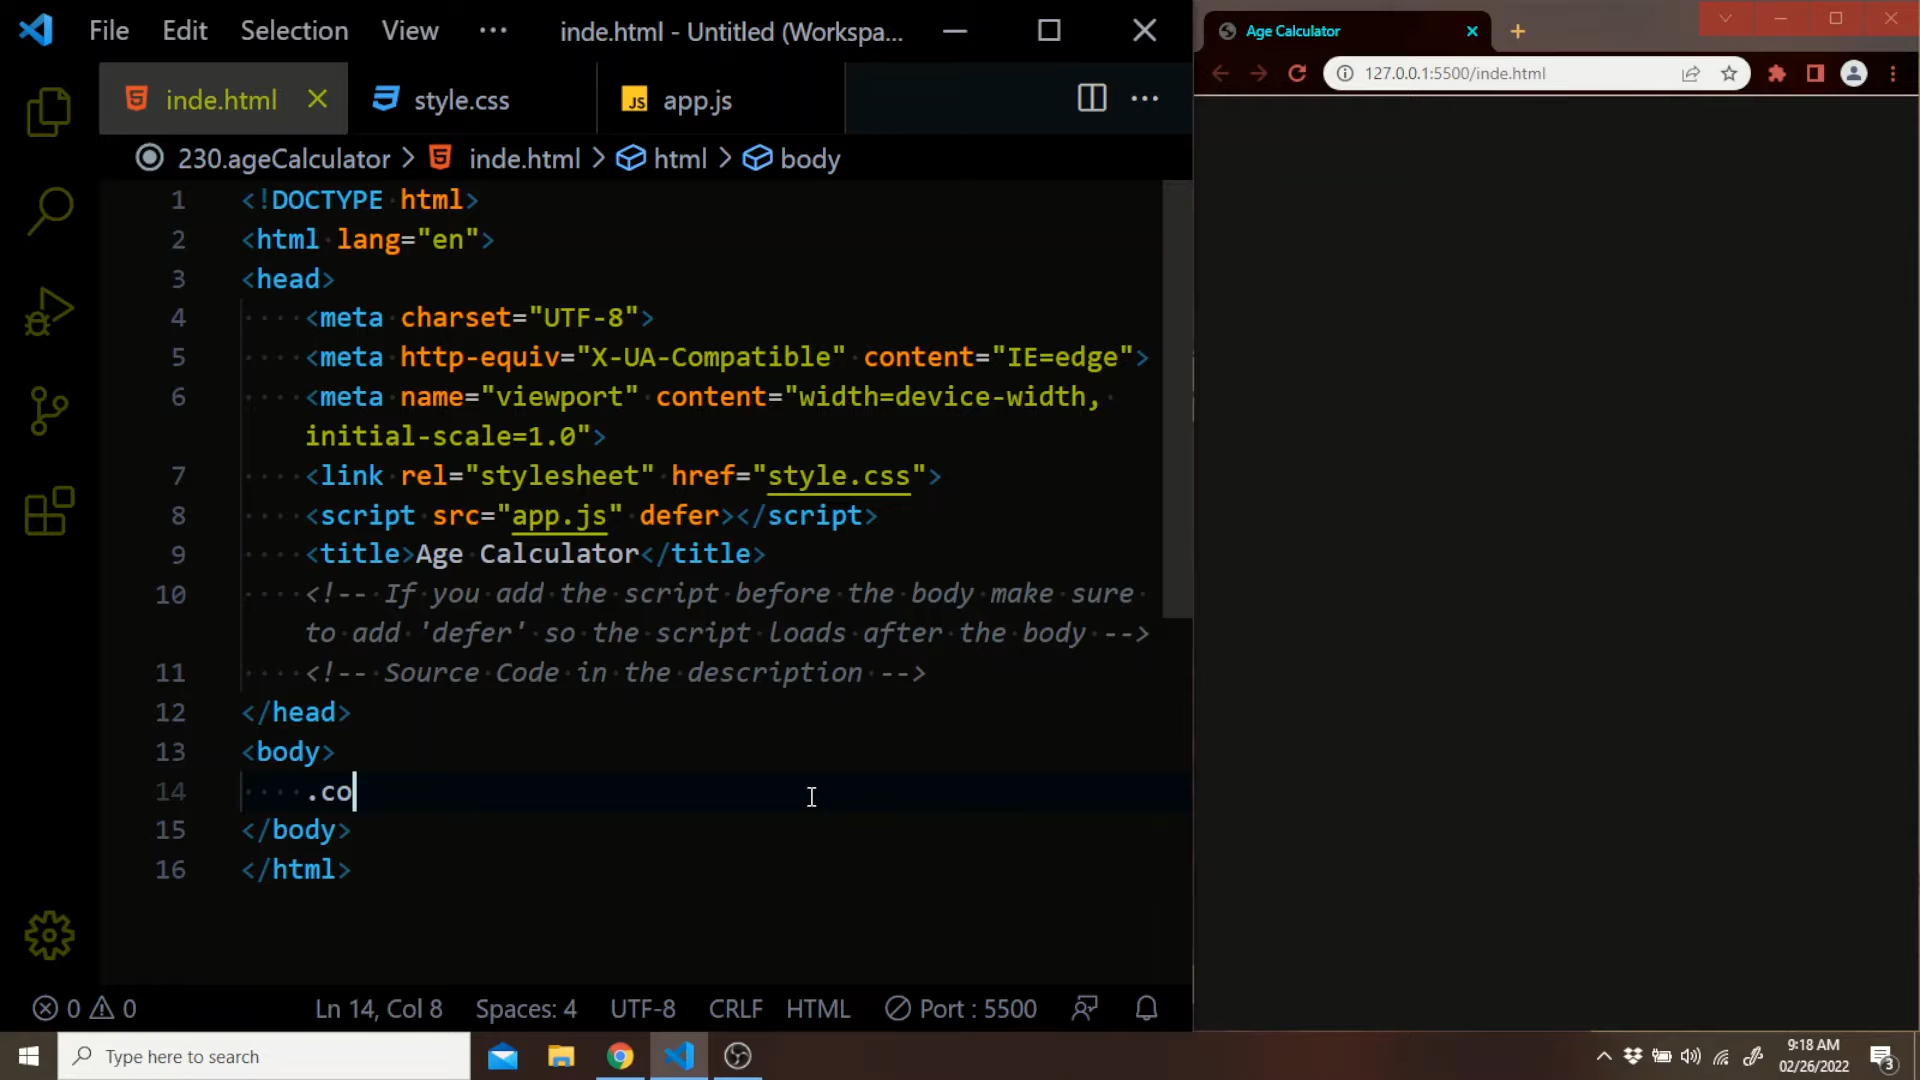 File Edit Selection View ··· inde.html - Untitled (Workspa...
inde.html style.css JS app.js
230.ageCalculator > inde.html > html > body
1 <!DOCTYPE html>
2 <html lang="en">
3 <head>
4 <meta charset="UTF-8">
5 <meta http-equiv="X-UA-Compatible" content="IE=edge">
6 <meta name="viewport" content="width=device-width,
initial-scale=1.0">
7 <link rel="stylesheet" href="style.css">
8 <script src="app.js" defer></script>
9 <title>Age Calculator</title>
10 <!-- If you add the script before the body make sure
to add 'defer' so the script loads after the body -->
11 <!-- Source Code in the description -->
12 </head>
13 <body>
14 .co
15 </body>
16 </html>
0 0 Ln 14, Col 8 Spaces: 4 UTF-8 CRLF HTML Port : 5500
Age Calculator
127.0.0.1:5500/inde.html
Type here to search
9:18 AM
02/26/2022
3